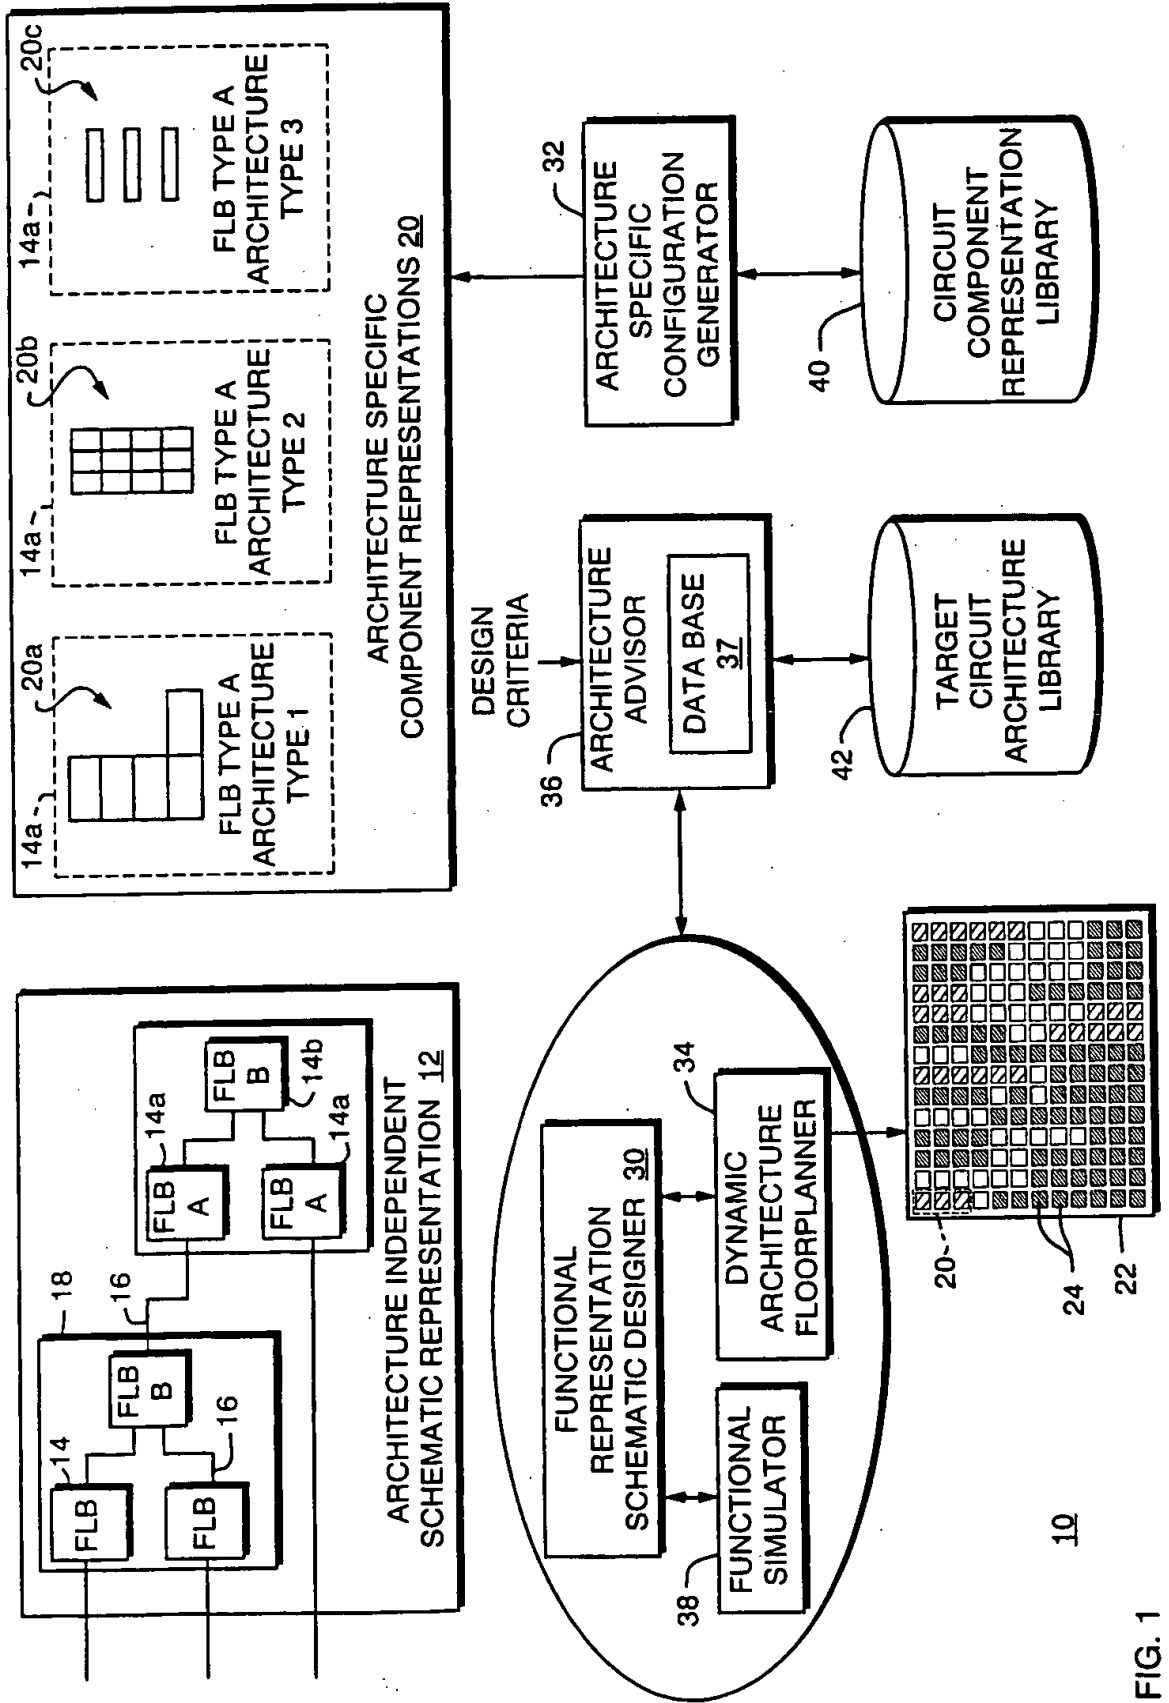 18
16
14
FLB
FLB
B
16
FLB
14a
FLB
A
FLB
B
14b
FLB
A
14a
ARCHITECTURE INDEPENDENT
SCHEMATIC REPRESENTATION 12
14a
20a
FLB TYPE A
ARCHITECTURE
TYPE 1
14a
20b
FLB TYPE A
ARCHITECTURE
TYPE 2
14a
20c
FLB TYPE A
ARCHITECTURE
TYPE 3
ARCHITECTURE SPECIFIC
COMPONENT REPRESENTATIONS 20
FUNCTIONAL
REPRESENTATION
SCHEMATIC DESIGNER 30
38
FUNCTIONAL
SIMULATOR
34
DYNAMIC
ARCHITECTURE
FLOORPLANNER
DESIGN
CRITERIA
36
ARCHITECTURE
ADVISOR
DATA BASE
37
32
ARCHITECTURE
SPECIFIC
CONFIGURATION
GENERATOR
42
TARGET
CIRCUIT
ARCHITECTURE
LIBRARY
40
CIRCUIT
COMPONENT
REPRESENTATION
LIBRARY
20
24
22
10
FIG. 1